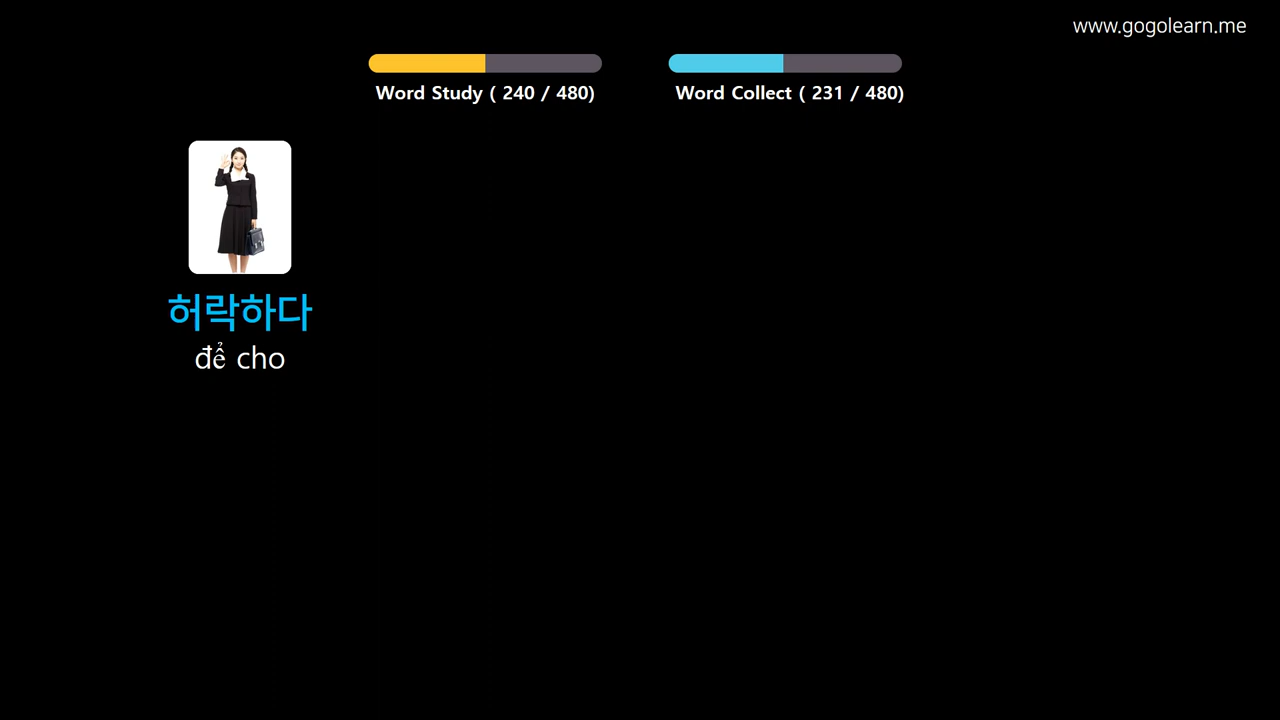 www.gogolearn.me
Word Study ( 240 / 480)
Word Collect ( 231 / 480)
허락하다
để cho